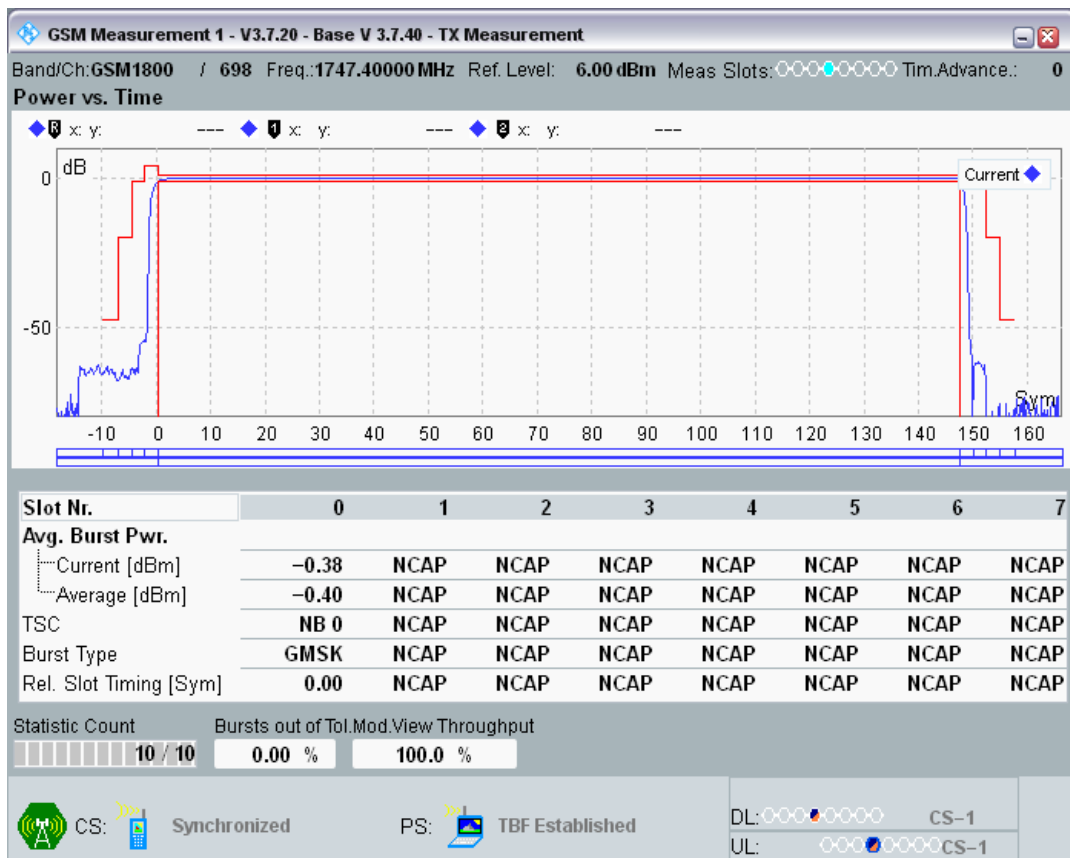 GSM Measurement 1 - V3.7.20 - Base V 3.7.40 - TX Measurement
Band/Ch:GSM1800 / 698 Freq.:1747.40000 MHz Ref. Level: 6.00 dBm Meas Slots: Tim.Advance.: 0
Power vs. Time
R x: y: --- 1 x: y: --- 2 x: y: ---
dB
0
Current
-50
Sym
-10 0 10 20 30 40 50 60 70 80 90 100 110 120 130 140 150 160
Slot Nr. 0 1 2 3 4 5 6 7
Avg. Burst Pwr.
Current [dBm] −0.38 NCAP NCAP NCAP NCAP NCAP NCAP NCAP
Average [dBm] −0.40 NCAP NCAP NCAP NCAP NCAP NCAP NCAP
TSC NB 0 NCAP NCAP NCAP NCAP NCAP NCAP NCAP
Burst Type GMSK NCAP NCAP NCAP NCAP NCAP NCAP NCAP
Rel. Slot Timing [Sym] 0.00 NCAP NCAP NCAP NCAP NCAP NCAP NCAP
Statistic Count Bursts out of Tol. Mod.View Throughput
10 / 10 0.00 % 100.0 %
CS: Synchronized PS: TBF Established
DL: CS−1
UL: CS−1